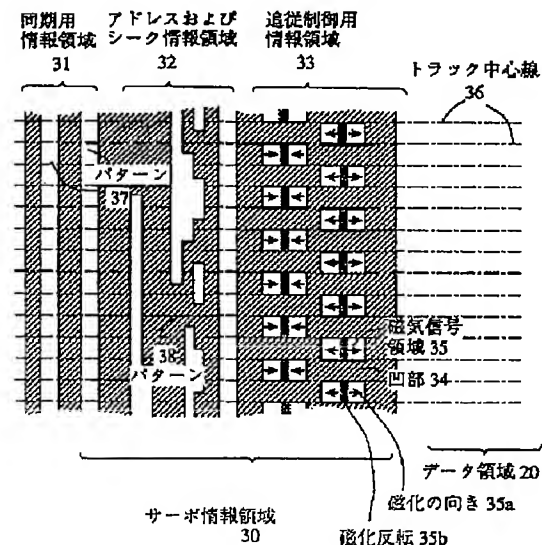 同期用
情報領域
31
アドレスおよび
シーク情報領域
32
追従制御用
情報領域
33
トラック中心線
36
パターン
37
38
パターン
磁気信号
領域 35
凹部 34
データ領域 20
磁化の向き 35a
磁化反転 35b
サーボ情報領域
30